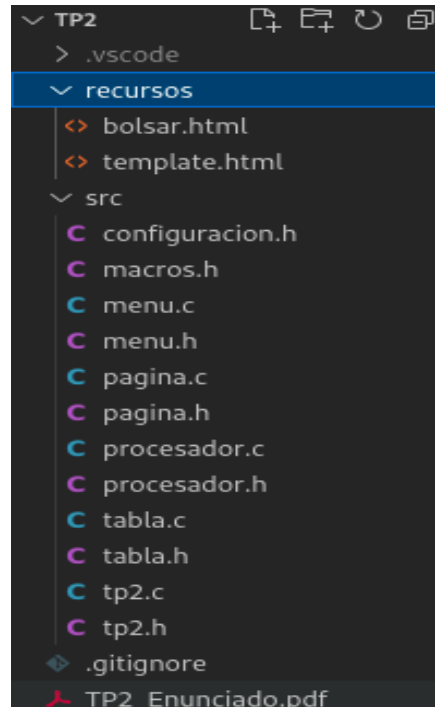 TP2
.vscode
recursos
bolsar.html
template.html
src
C configuracion.h
C macros.h
C menu.c
C menu.h
C pagina.c
C pagina.h
C procesador.c
C procesador.h
C tabla.c
C tabla.h
C tp2.c
C tp2.h
.gitignore
TP2_Enunciado.pdf